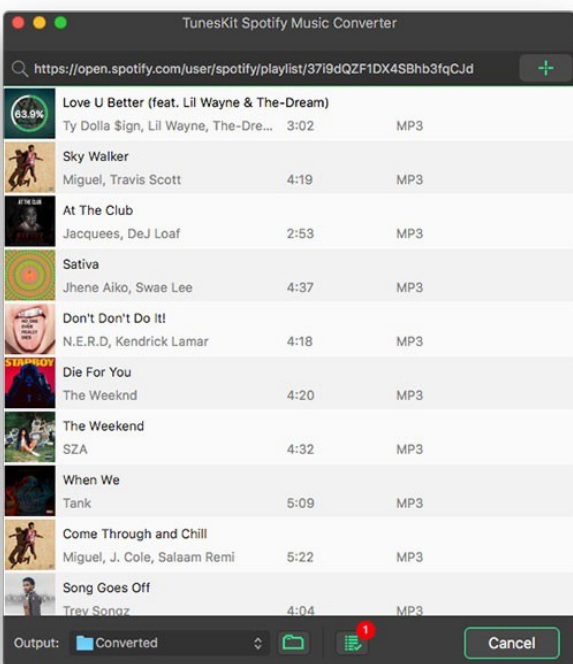 TunesKit Spotify Music Converter
https://open.spotify.com/user/spotify/playlist/37i9dQZF1DX4SBhb3fqCJd
63.9%
Love U Better (feat. Lil Wayne & The-Dream)
Ty Dolla $ign, Lil Wayne, The-Dre... 3:02 MP3
Sky Walker
Miguel, Travis Scott 4:19 MP3
AT THE CLUB
At The Club
Jacquees, DeJ Loaf 2:53 MP3
Sativa
Jhene Aiko, Swae Lee 4:37 MP3
NO_ONE
EVER
REALLY
DIES
Don't Don't Do It!
N.E.R.D, Kendrick Lamar 4:18 MP3
STARBOY
Die For You
The Weeknd 4:20 MP3
The Weekend
SZA 4:32 MP3
When We
Tank 5:09 MP3
Come Through and Chill
Miguel, J. Cole, Salaam Remi 5:22 MP3
Song Goes Off
Trey Songz 4:04 MP3
Output: Converted 1 Cancel